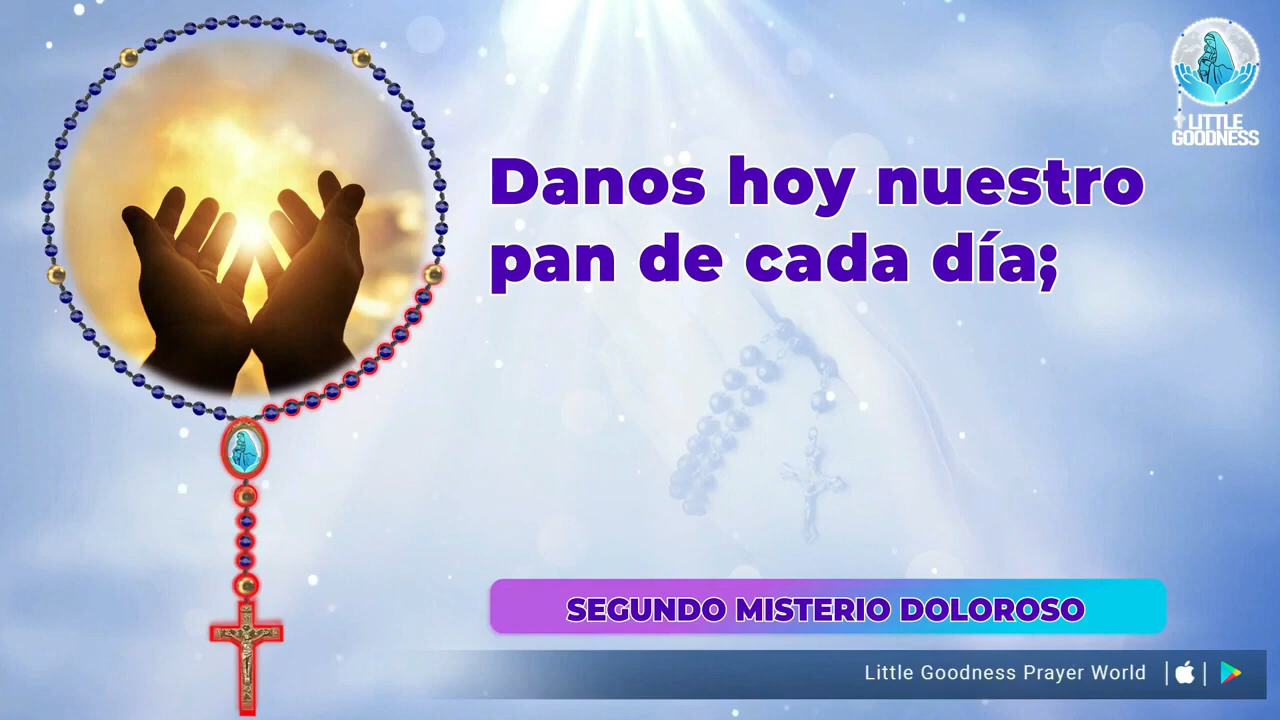 LITTLE
GOODNESS
Danos hoy nuestro
pan de cada día;
SEGUNDO MISTERIO DOLOROSO
Little Goodness Prayer World